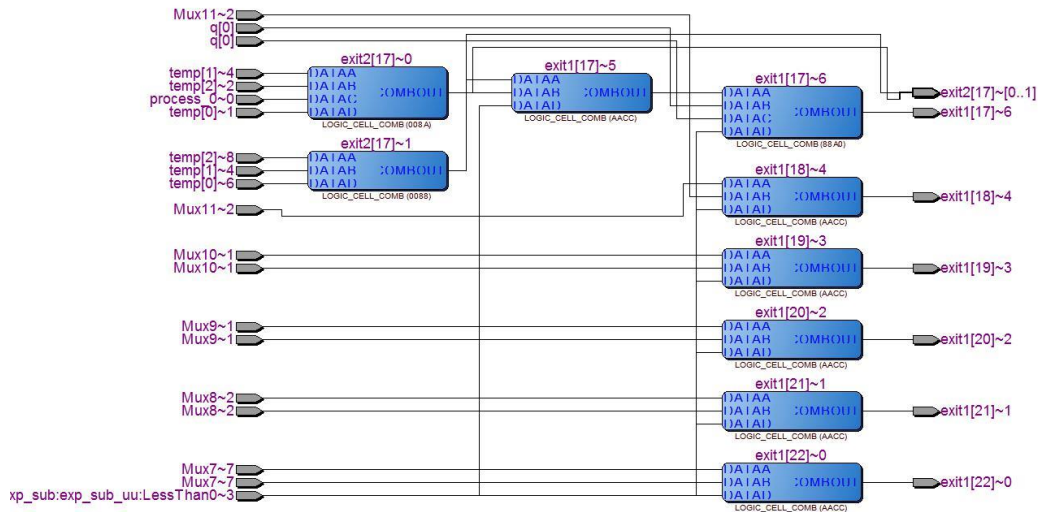 Mux11~2
q[0]
q[0]
exit2[17]~0
temp[1]~4
temp[2]~2
process_0~0
temp[0]~1
DATAA
DATAB
DATAC
DATAD
COMBOUT
LOGIC_CELL_COMB (008A)
exit1[17]~5
DATAA
DATAB
DATAD
COMBOUT
LOGIC_CELL_COMB (AACC)
exit1[17]~6
DATAA
DATAB
DATAC
DATAD
COMBOUT
LOGIC_CELL_COMB (88A0)
exit2[17]~[0..1]
exit1[17]~6
exit2[17]~1
temp[2]~8
temp[1]~4
temp[0]~6
DATAA
DATAB
DATAD
COMBOUT
LOGIC_CELL_COMB (0088)
Mux11~2
exit1[18]~4
DATAA
DATAB
DATAD
COMBOUT
LOGIC_CELL_COMB (AACC)
exit1[18]~4
Mux10~1
Mux10~1
exit1[19]~3
DATAA
DATAB
DATAD
COMBOUT
LOGIC_CELL_COMB (AACC)
exit1[19]~3
Mux9~1
Mux9~1
exit1[20]~2
DATAA
DATAB
DATAD
COMBOUT
LOGIC_CELL_COMB (AACC)
exit1[20]~2
Mux8~2
Mux8~2
exit1[21]~1
DATAA
DATAB
DATAD
COMBOUT
LOGIC_CELL_COMB (AACC)
exit1[21]~1
Mux7~7
Mux7~7
xp_sub:exp_sub_uu:LessThan0~3
exit1[22]~0
DATAA
DATAB
DATAD
COMBOUT
LOGIC_CELL_COMB (AACC)
exit1[22]~0